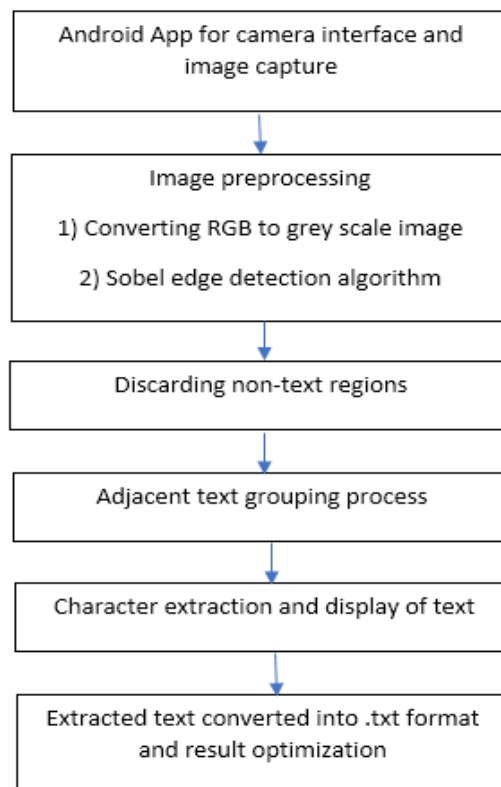 Android App for camera interface and
image capture
Image preprocessing
1) Converting RGB to grey scale image
2) Sobel edge detection algorithm
Discarding non-text regions
Adjacent text grouping process
Character extraction and display of text
Extracted text converted into .txt format
and result optimization